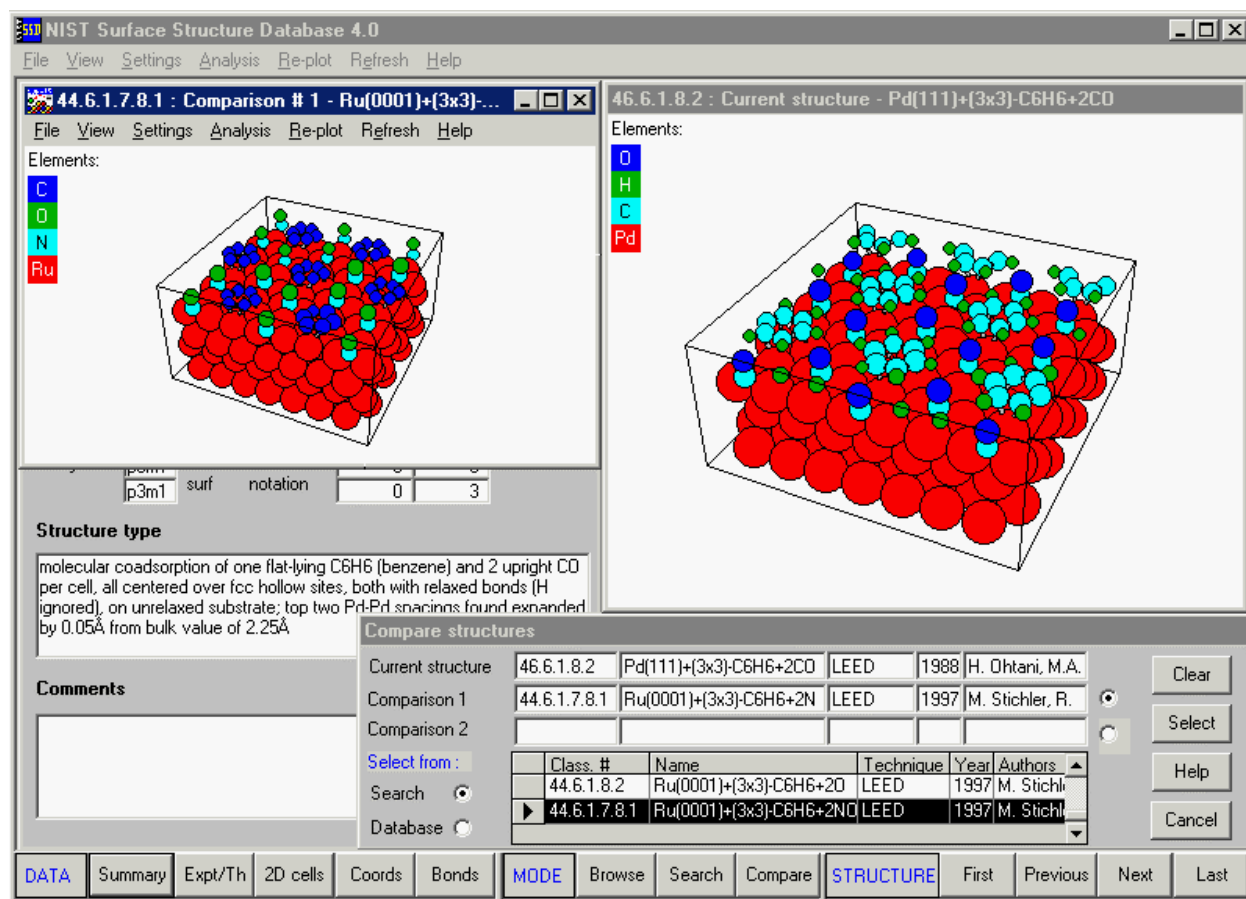 SSD NIST Surface Structure Database 4.0
File View Settings Analysis Re-plot Refresh Help
44.6.1.7.8.1 : Comparison # 1 - Ru(0001)+(3x3)-...
File View Settings Analysis Re-plot Refresh Help
Elements:
C
O
N
Ru
46.6.1.8.2 : Current structure - Pd(111)+(3x3)-C6H6+2CO
Elements:
O
H
C
Pd
p3m1 surf notation 0 3
Structure type
molecular coadsorption of one flat-lying C6H6 (benzene) and 2 upright CO
per cell, all centered over fcc hollow sites, both with relaxed bonds (H
ignored), on unrelaxed substrate; top two Pd-Pd spacings found expanded
by 0.05Å from bulk value of 2.25Å
Comments
Compare structures
Current structure 46.6.1.8.2 Pd(111)+(3x3)-C6H6+2CO LEED 1988 H. Ohtani, M.A.
Comparison 1 44.6.1.7.8.1 Ru(0001)+(3x3)-C6H6+2N LEED 1997 M. Stichler, R.
Comparison 2
Select from :
Search
Database
Class. # Name Technique Year Authors
44.6.1.8.2 Ru(0001)+(3x3)-C6H6+2O LEED 1997 M. Stichl
44.6.1.7.8.1 Ru(0001)+(3x3)-C6H6+2NO LEED 1997 M. Stichl
Clear
Select
Help
Cancel
DATA Summary Expt/Th 2D cells Coords Bonds MODE Browse Search Compare STRUCTURE First Previous Next Last